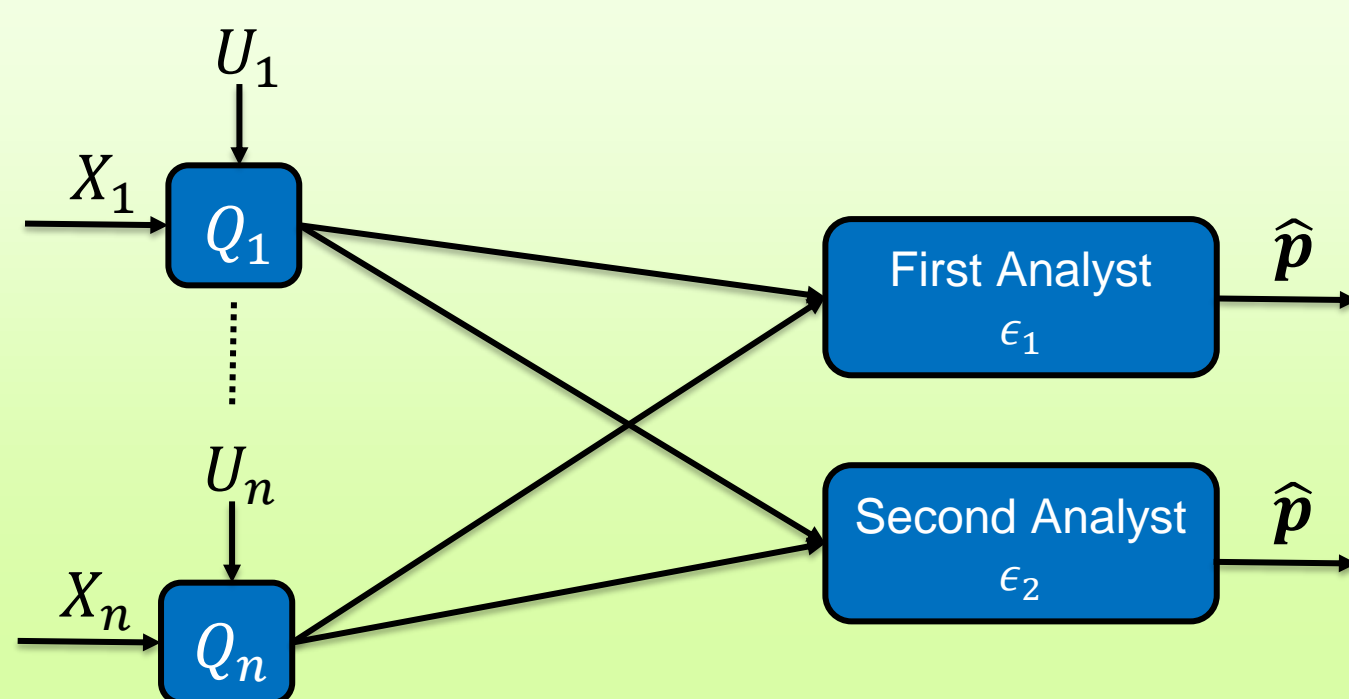 U₁
X₁
Q₁
First Analyst
ϵ₁
p̂
Uₙ
Second Analyst
ϵ₂
p̂
Xₙ
Qₙ